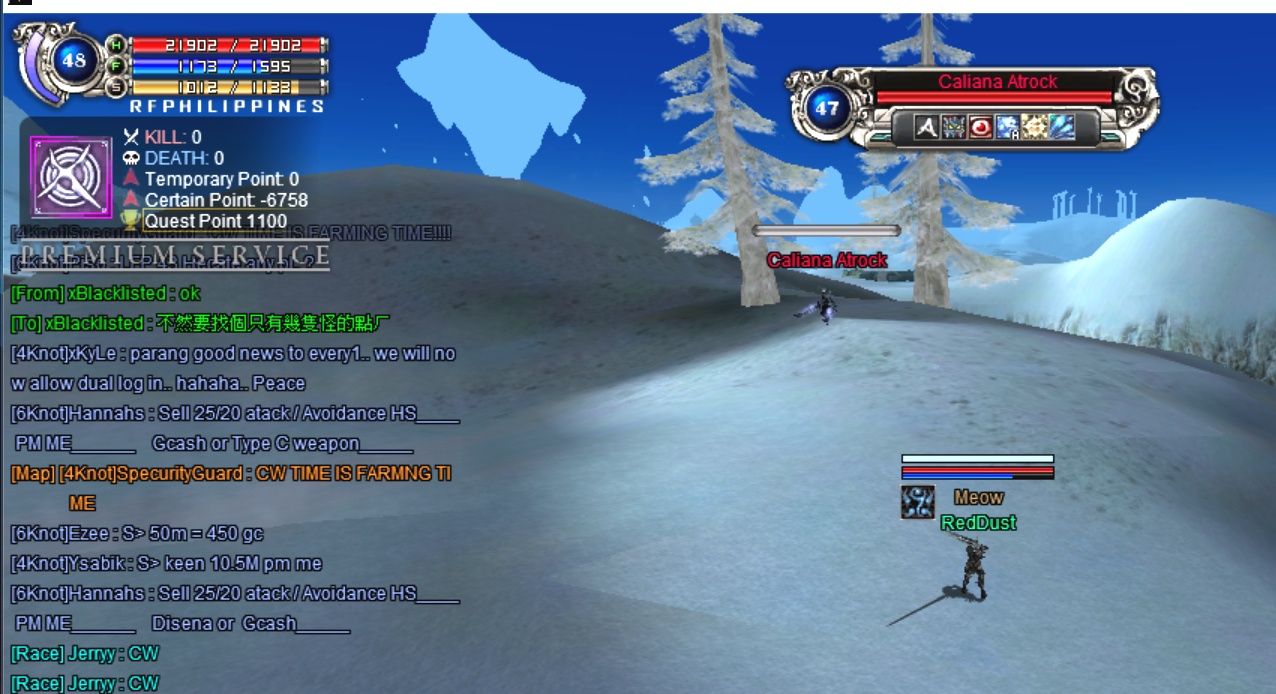 48
H 21902 / 21902
F 1173 / 1595
S 1012 / 1133
RFPHILIPPINES
KILL: 0
DEATH: 0
Temporary Point: 0
Certain Point: -6758
Quest Point 1100
IS FARMING TIME!!!!
PREMIUM SERVICE
47
Caliana Atrock
A
H
Caliana Atrock
[From] xBlacklisted : ok
[To] xBlacklisted : 不然要找個只有幾隻怪的點ㄏ
[4Knot]xKyLe : parang good news to every1.. we will no
w allow dual log in.. hahaha.. Peace
[6Knot]Hannahs : Sell 25/20 atack / Avoidance HS____
PM ME______ Gcash or Type C weapon_____
[Map] [4Knot]SpecurityGuard : CW TIME IS FARMNG TI
ME
[6Knot]Ezee : S> 50m = 450 gc
[4Knot]Ysabik : S> keen 10.5M pm me
[6Knot]Hannahs : Sell 25/20 atack / Avoidance HS____
PM ME______ Disena or Gcash_____
[Race] Jerryy : CW
[Race] Jerryy : CW
Meow
RedDust